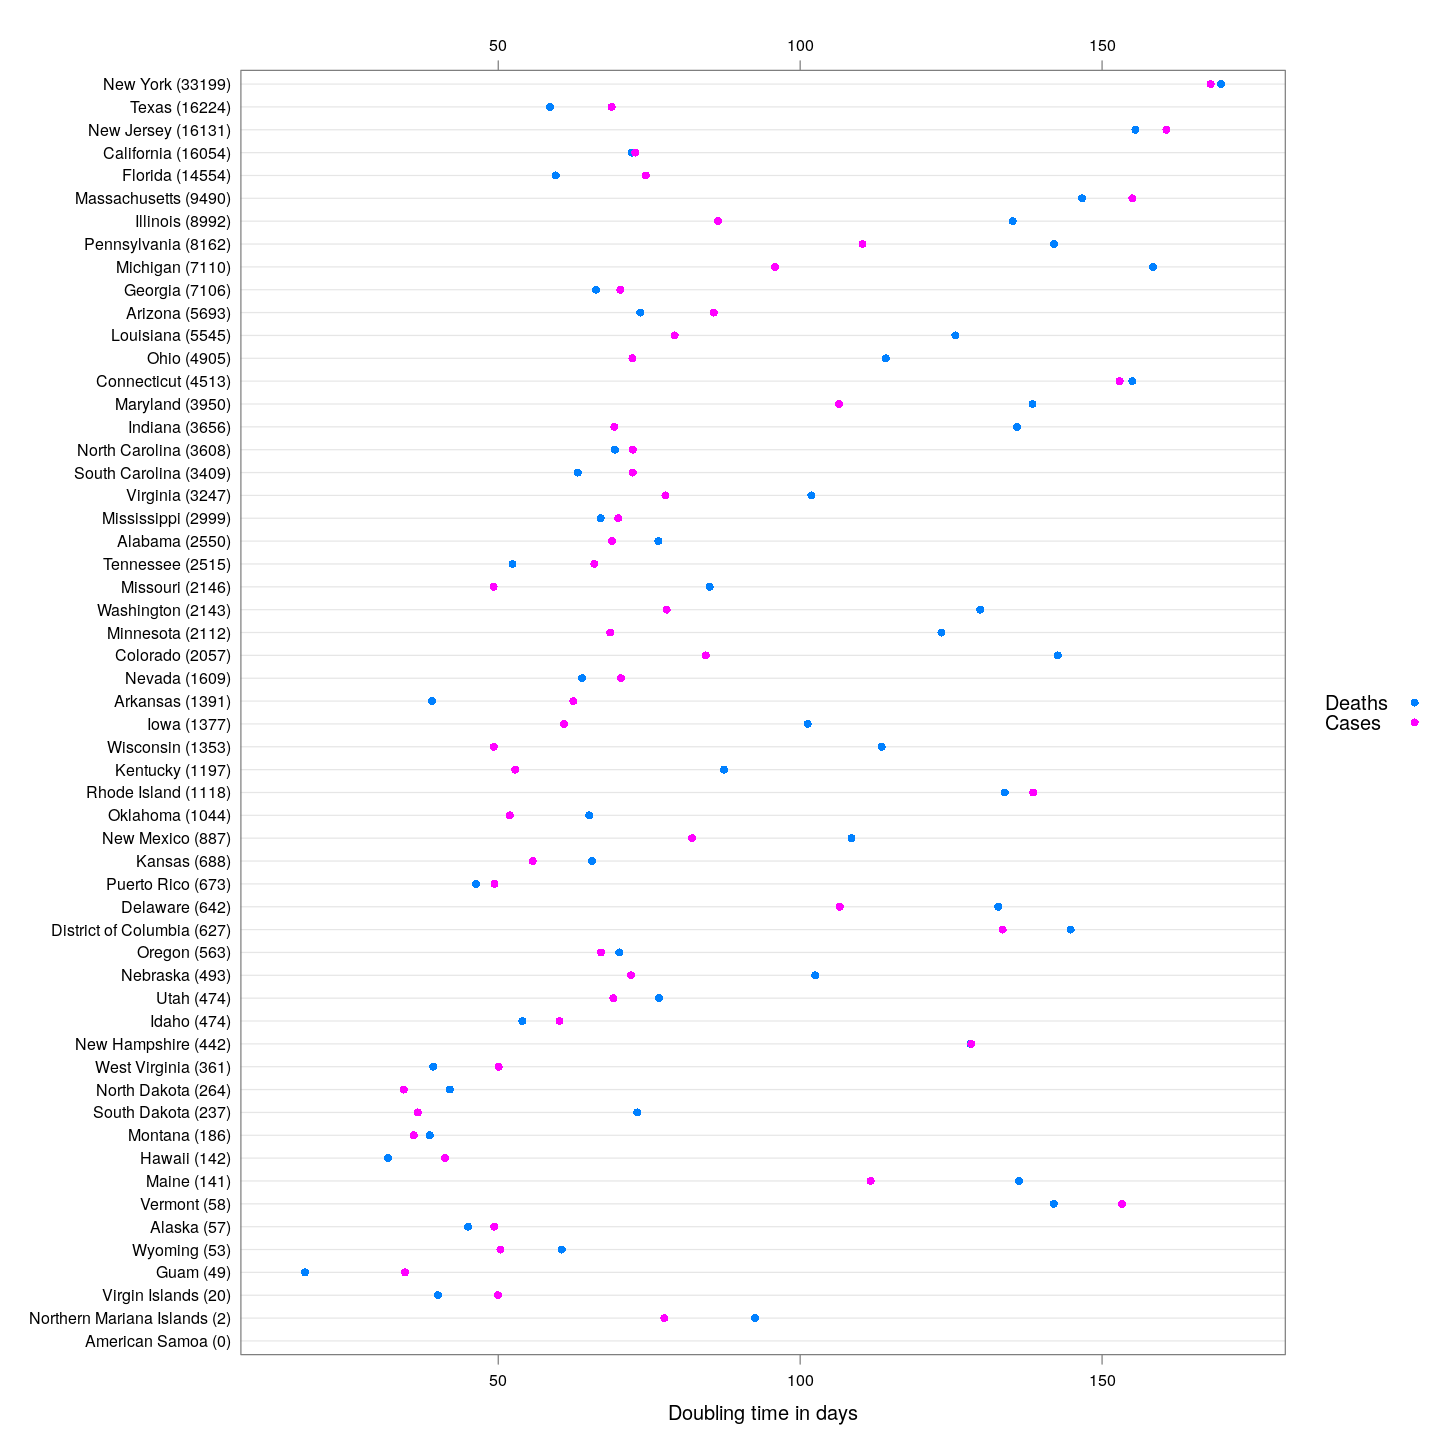 50 100 150
New York (33199)
Texas (16224)
New Jersey (16131)
California (16054)
Florida (14554)
Massachusetts (9490)
Illinois (8992)
Pennsylvania (8162)
Michigan (7110)
Georgia (7106)
Arizona (5693)
Louisiana (5545)
Ohio (4905)
Connecticut (4513)
Maryland (3950)
Indiana (3656)
North Carolina (3608)
South Carolina (3409)
Virginia (3247)
Mississippi (2999)
Alabama (2550)
Tennessee (2515)
Missouri (2146)
Washington (2143)
Minnesota (2112)
Colorado (2057)
Nevada (1609)
Arkansas (1391)
Iowa (1377)
Wisconsin (1353)
Kentucky (1197)
Rhode Island (1118)
Oklahoma (1044)
New Mexico (887)
Kansas (688)
Puerto Rico (673)
Delaware (642)
District of Columbia (627)
Oregon (563)
Nebraska (493)
Utah (474)
Idaho (474)
New Hampshire (442)
West Virginia (361)
North Dakota (264)
South Dakota (237)
Montana (186)
Hawaii (142)
Maine (141)
Vermont (58)
Alaska (57)
Wyoming (53)
Guam (49)
Virgin Islands (20)
Northern Mariana Islands (2)
American Samoa (0)
50 100 150
Doubling time in days
Deaths
Cases